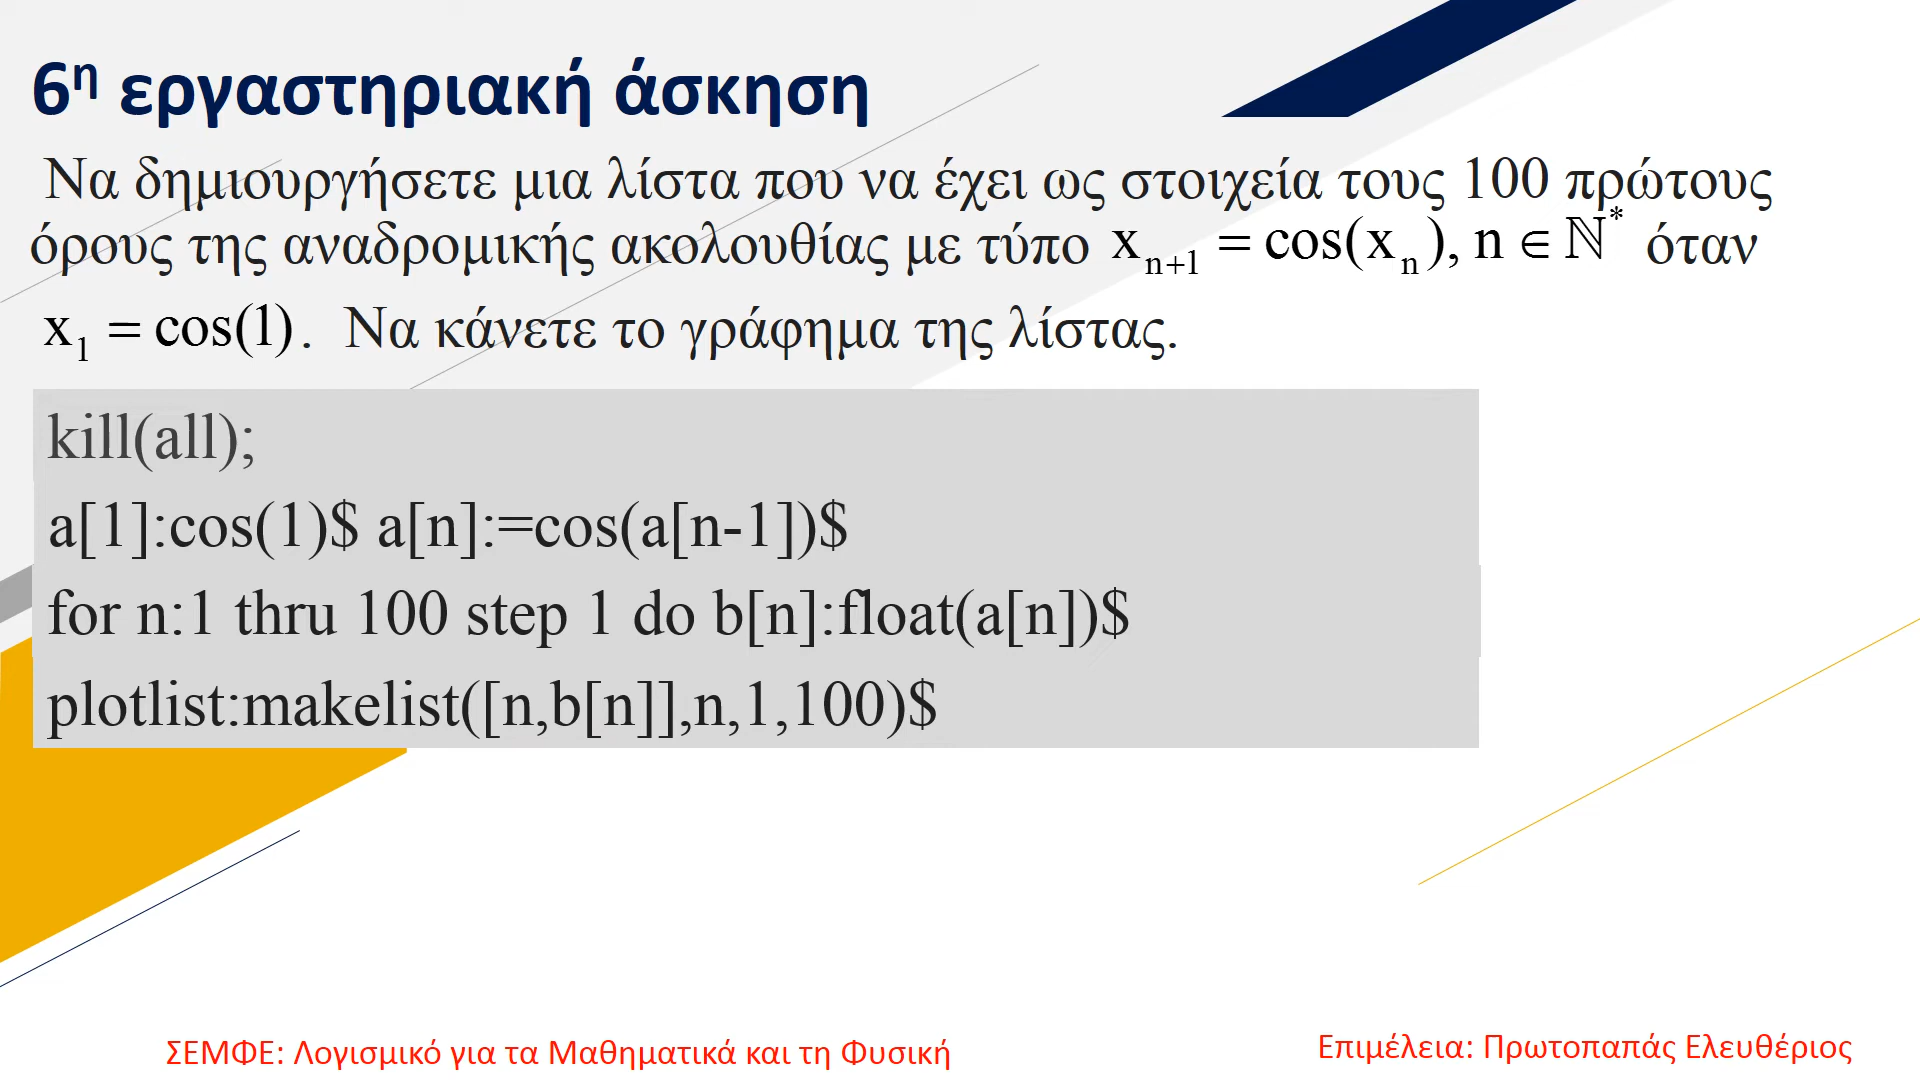 6η εργαστηριακή άσκηση
Να δημιουργήσετε μια λίστα που να έχει ως στοιχεία τους 100 πρώτους
όρους της αναδρομικής ακολουθίας με τύπο x_{n+1} = cos(x_n), n ∈ ℕ* όταν
x_1 = cos(1). Να κάνετε το γράφημα της λίστας.
kill(all);
a[1]:cos(1)$ a[n]:=cos(a[n-1])$
for n:1 thru 100 step 1 do b[n]:float(a[n])$
plotlist:makelist([n,b[n]],n,1,100)$
ΣΕΜΦΕ: Λογισμικό για τα Μαθηματικά και τη Φυσική
Επιμέλεια: Πρωτοπαπάς Ελευθέριος